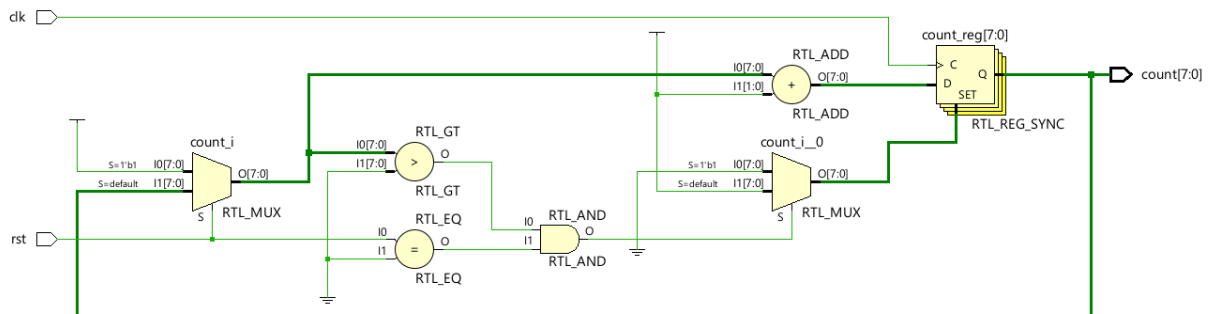 clk
count_reg[7:0]
RTL_ADD
I0[7:0]
I1[1:0]
+
O[7:0]
RTL_ADD
C
D
Q
SET
RTL_REG_SYNC
count[7:0]
count_i
S=1'b1
I0[7:0]
S=default
I1[7:0]
O[7:0]
S
RTL_MUX
RTL_GT
I0[7:0]
I1[7:0]
>
O
RTL_GT
count_i__0
S=1'b1
I0[7:0]
S=default
I1[7:0]
O[7:0]
S
RTL_MUX
rst
RTL_EQ
I0
I1
=
O
RTL_EQ
RTL_AND
I0
I1
O
RTL_AND